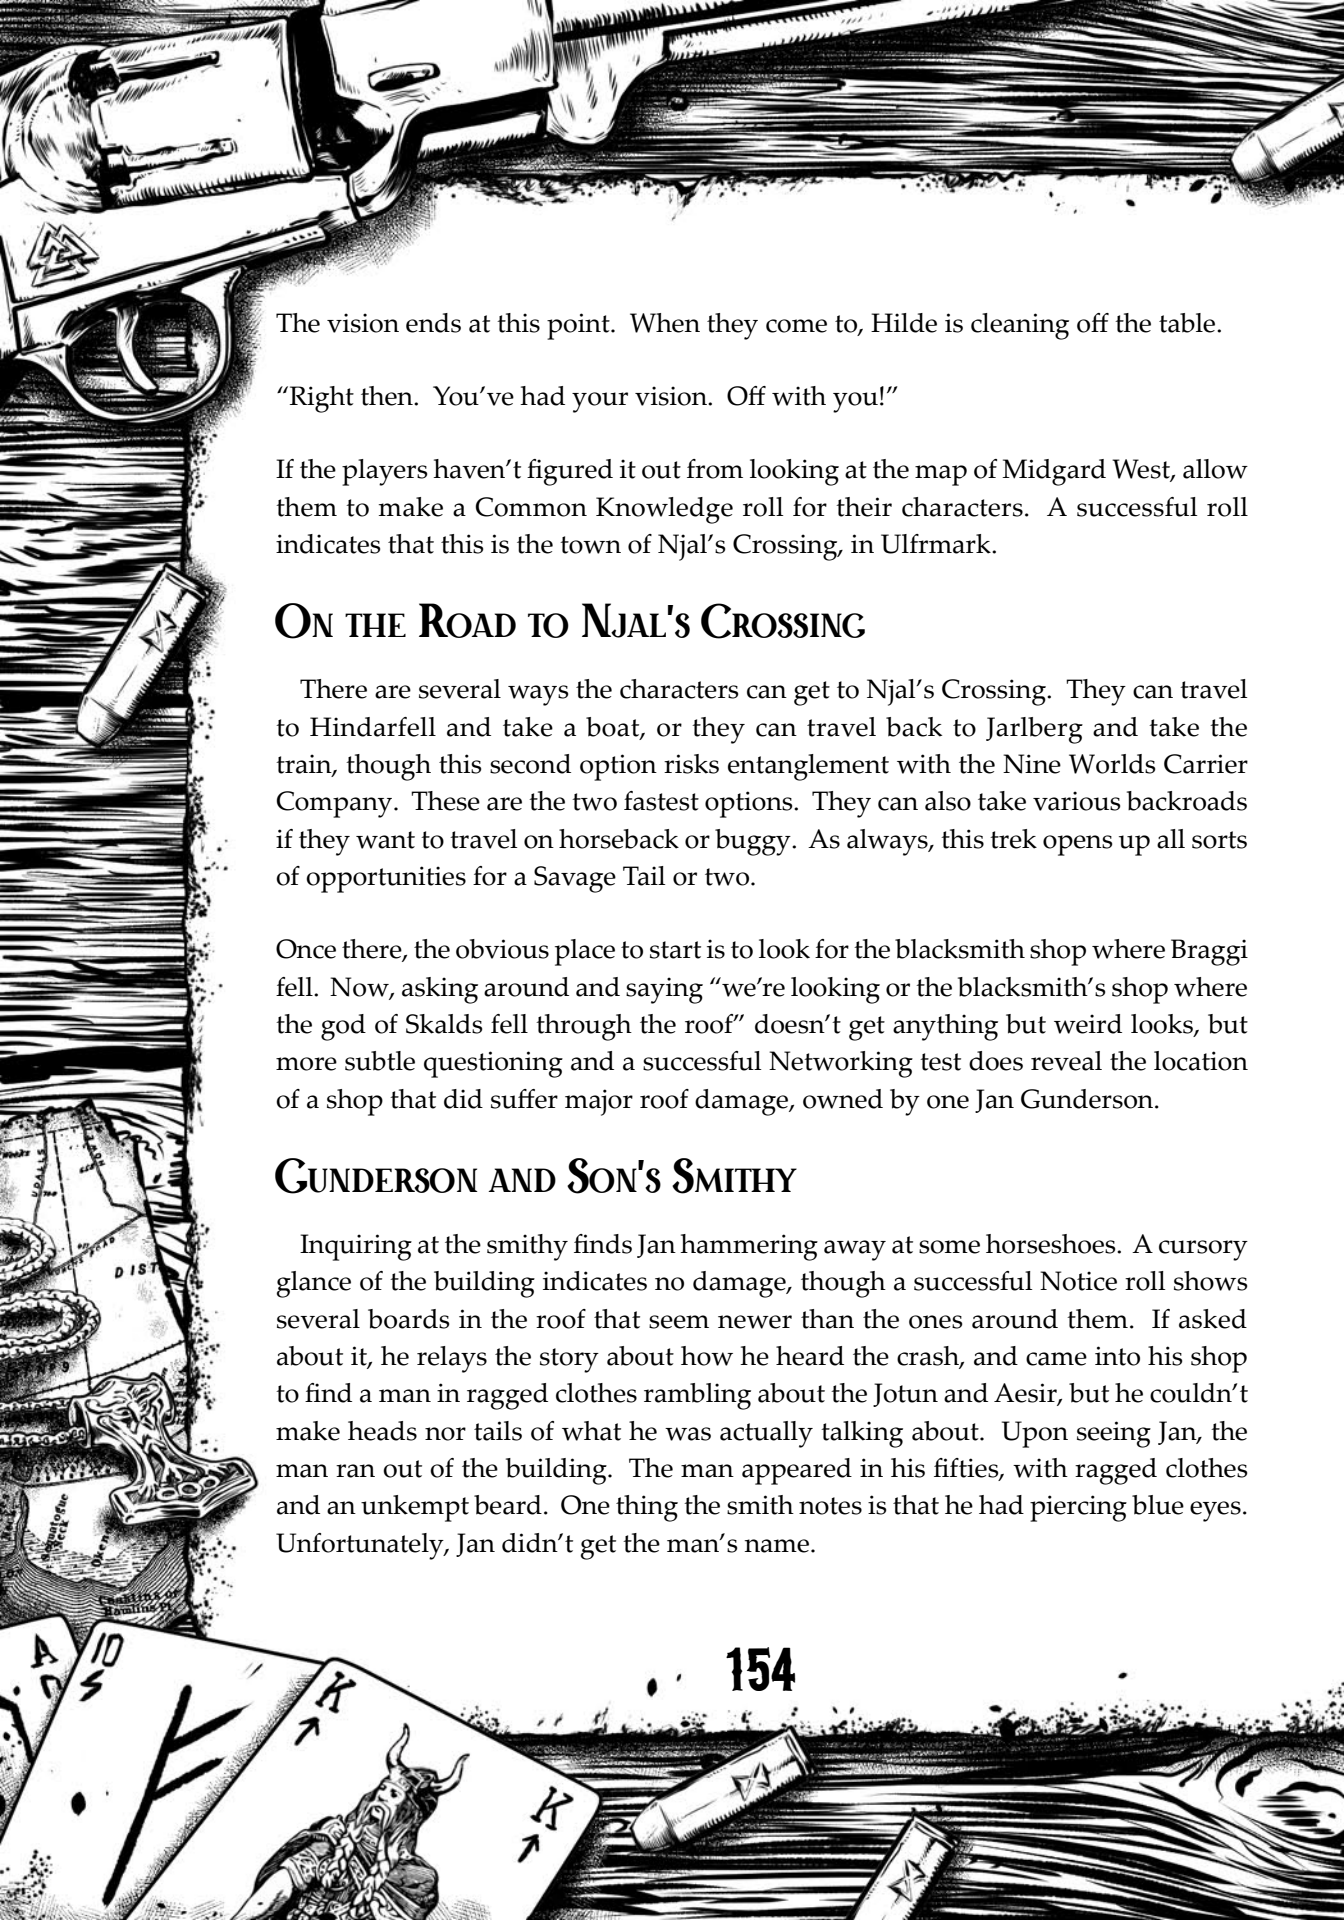 The vision ends at this point.  When they come to, Hilde is cleaning off the table.
“Right then.  You’ve had your vision.  Off with you!”
If the players haven’t figured it out from looking at the map of Midgard West, allow
them to make a Common Knowledge roll for their characters.  A successful roll
indicates that this is the town of Njal’s Crossing, in Ulfrmark.
On the Road to Njal's Crossing
There are several ways the characters can get to Njal’s Crossing.  They can travel
to Hindarfell and take a boat, or they can travel back to Jarlberg and take the
train, though this second option risks entanglement with the Nine Worlds Carrier
Company.  These are the two fastest options.  They can also take various backroads
if they want to travel on horseback or buggy.  As always, this trek opens up all sorts
of opportunities for a Savage Tail or two.
Once there, the obvious place to start is to look for the blacksmith shop where Braggi
fell.  Now, asking around and saying “we’re looking or the blacksmith’s shop where
the god of Skalds fell through the roof” doesn’t get anything but weird looks, but
more subtle questioning and a successful Networking test does reveal the location
of a shop that did suffer major roof damage, owned by one Jan Gunderson.
Gunderson and Son's Smithy
Inquiring at the smithy finds Jan hammering away at some horseshoes.  A cursory
glance of the building indicates no damage, though a successful Notice roll shows
several boards in the roof that seem newer than the ones around them.  If asked
about it, he relays the story about how he heard the crash, and came into his shop
to find a man in ragged clothes rambling about the Jotun and Aesir, but he couldn’t
make heads nor tails of what he was actually talking about.  Upon seeing Jan, the
man ran out of the building.  The man appeared in his fifties, with ragged clothes
and an unkempt beard.  One thing the smith notes is that he had piercing blue eyes.
Unfortunately, Jan didn’t get the man’s name.
DIST
A
10
K
K
154